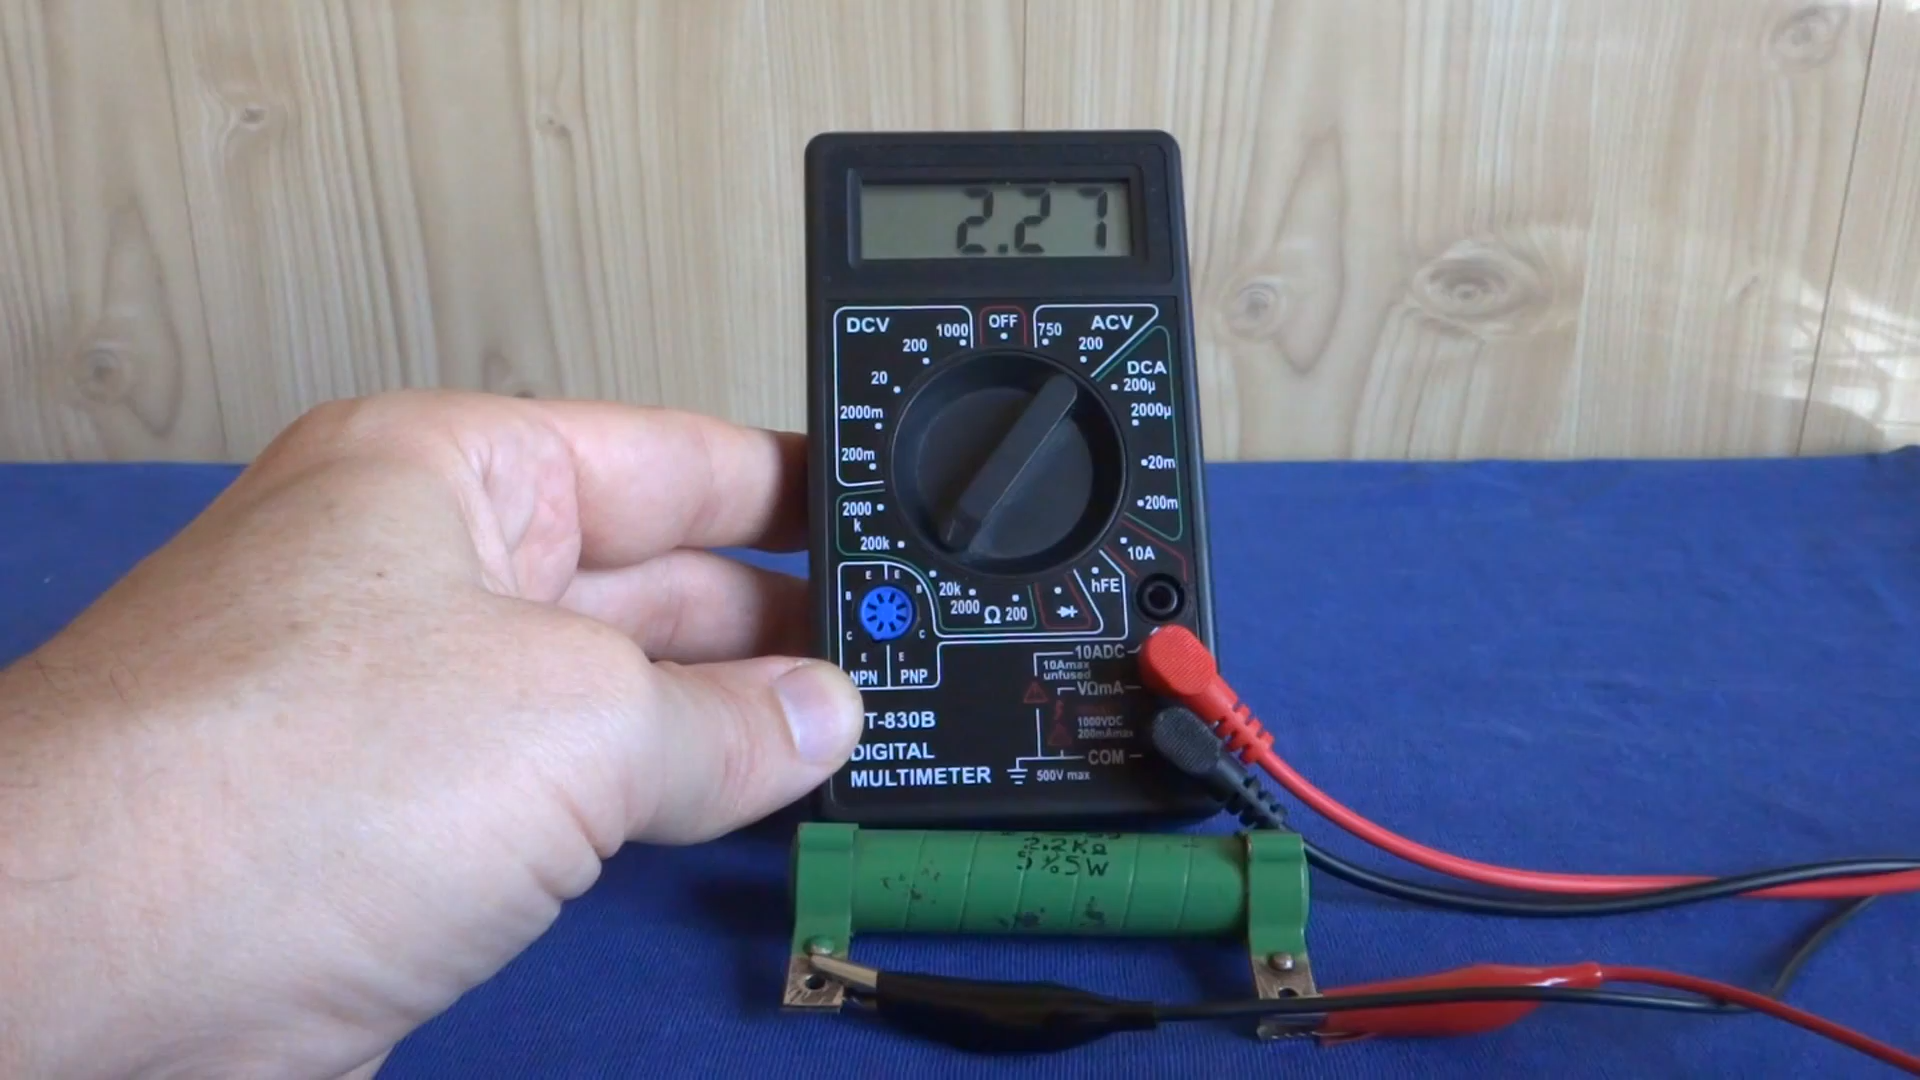 2.27
DCV
1000
OFF
750
ACV
200
200
DCA
20
200µ
2000m
2000µ
200m
20m
2000
k
200m
200k
10A
E E
20k
hFE
B
B
2000
Ω
200
C
C
E
E
NPN
PNP
10ADC
10Amax
unfused
VΩmA
T-830B
1000VDC
200mAmax
DIGITAL
COM
MULTIMETER
500V max
2.2KΩ
5%5W